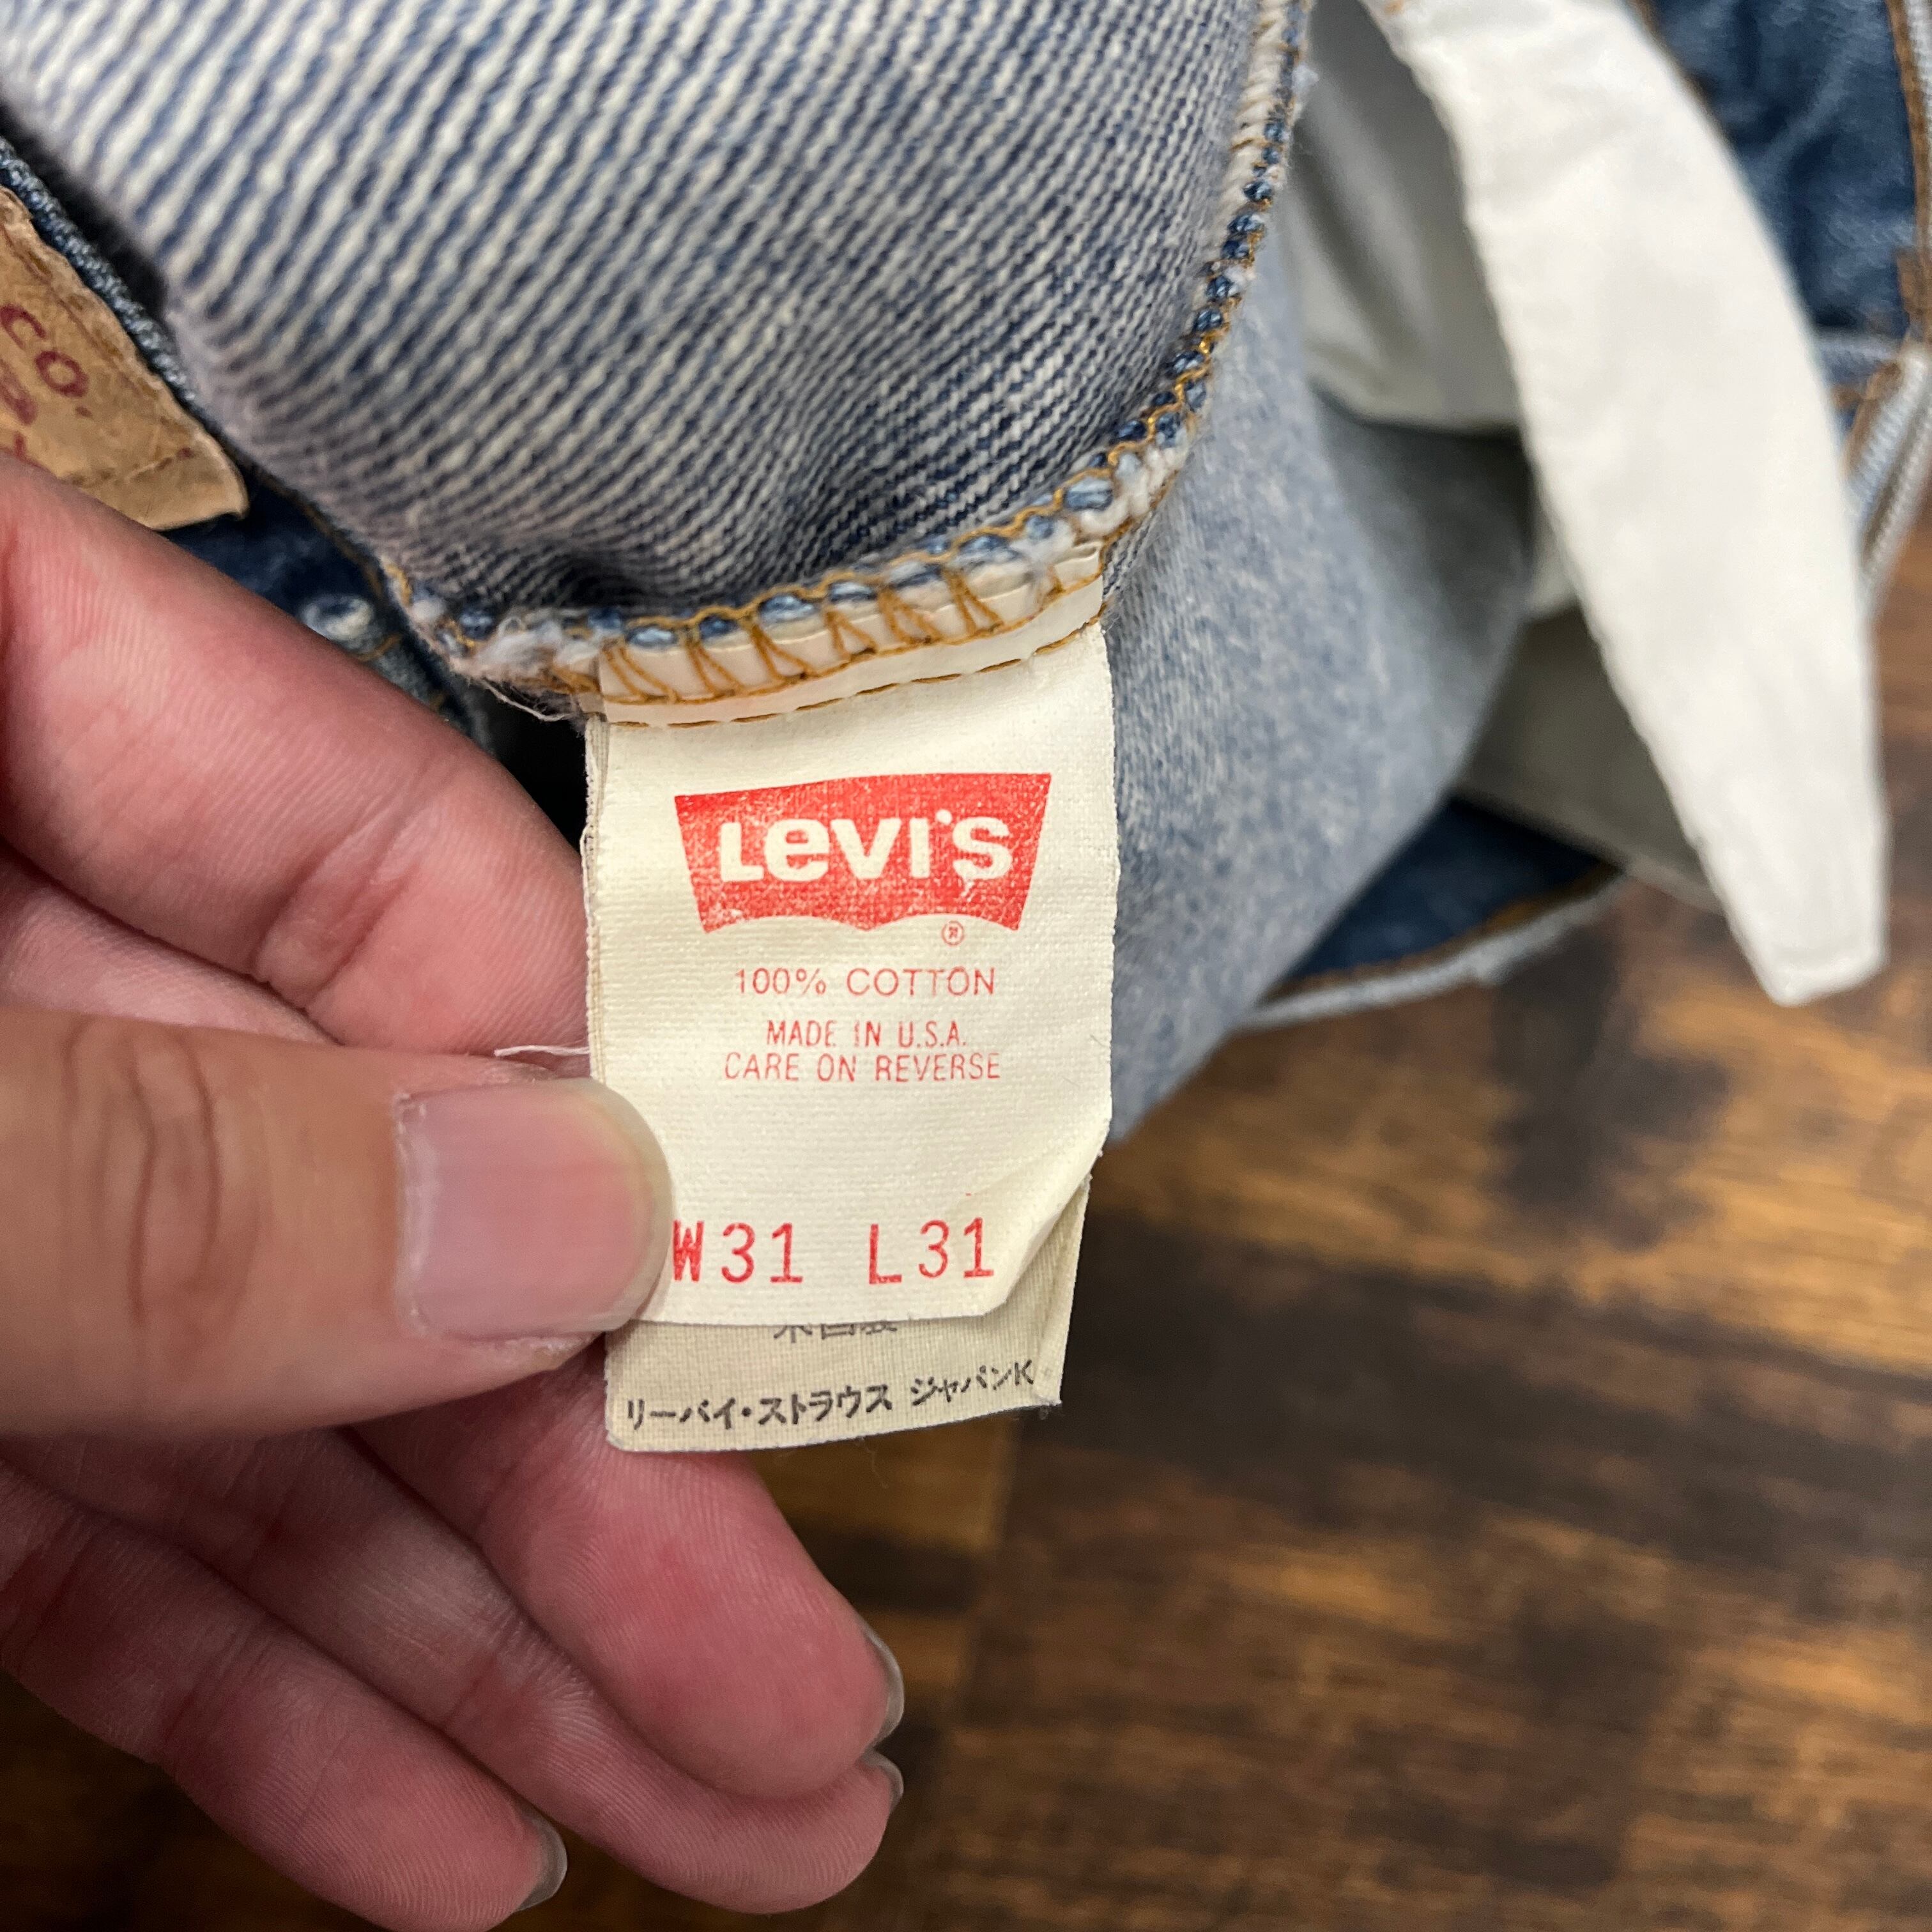 CO.
LEVI'S
®
100% COTTON
MADE IN U.S.A.
CARE ON REVERSE
W31 L31
リーバイ・ストラウス ジャパンK